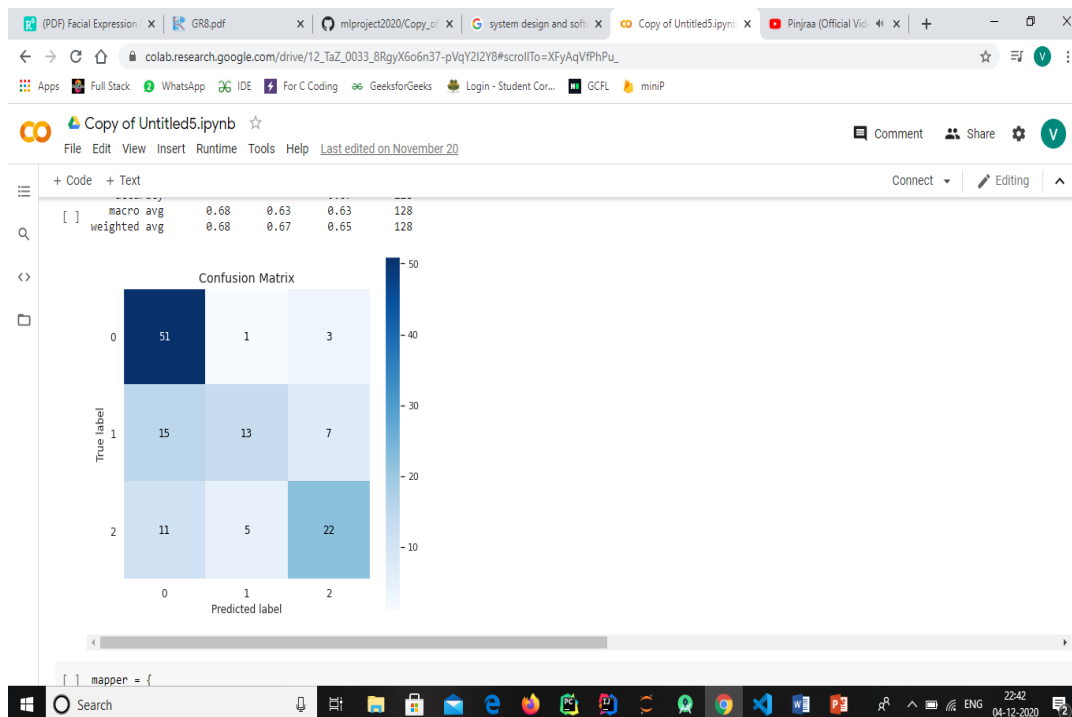 (PDF) Facial Expression
GR8.pdf
mlproject2020/Copy_of
system design and soft
Copy of Untitled5.ipynb
Pinjraa (Official Vid
colab.research.google.com/drive/12_TaZ_0033_8RgyX6o6n37-pVqY2I2Y8#scrollTo=XFyAqVfPhPu_
V
Apps Full Stack WhatsApp IDE For C Coding GeeksforGeeks Login - Student Cor... GCFL miniP
Copy of Untitled5.ipynb
Comment Share V
File Edit View Insert Runtime Tools Help Last edited on November 20
+ Code + Text Connect Editing
[ ] macro avg 0.68 0.63 0.63 128
weighted avg 0.68 0.67 0.65 128
Confusion Matrix
50
40
30
20
10
True label
0 51 1 3
1 15 13 7
2 11 5 22
0 1 2
Predicted label
[ ] mapper = {
Search
ENG
22:42
04-12-2020
2